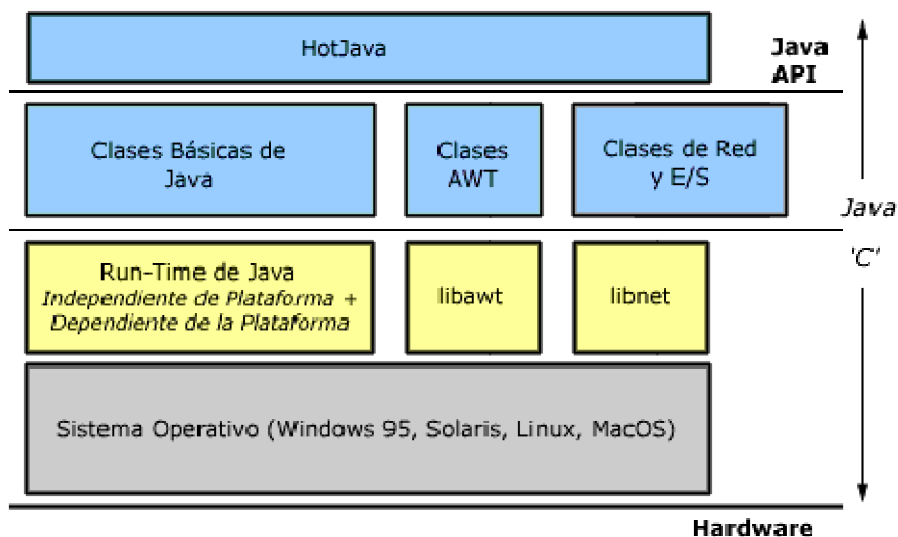 HotJava
Java
API
Clases Básicas de
Java
Clases
AWT
Clases de Red
y E/S
Java
'C'
Run-Time de Java
Independiente de Plataforma +
Dependiente de la Plataforma
libawt
libnet
Sistema Operativo (Windows 95, Solaris, Linux, MacOS)
Hardware